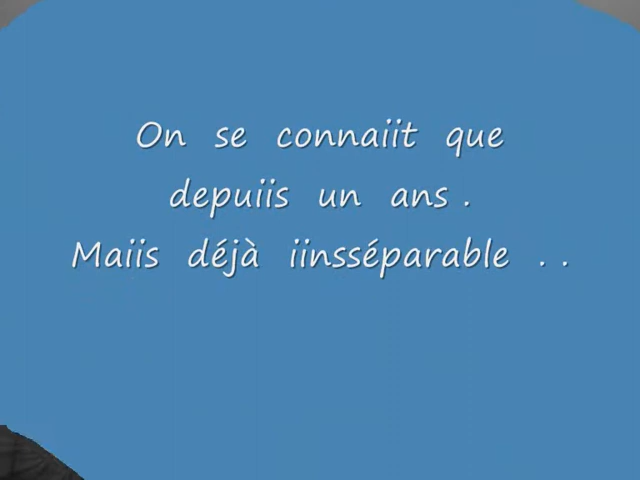 On se connaiit que
depuiis un ans .
Maiis déjà iinsséparable . .